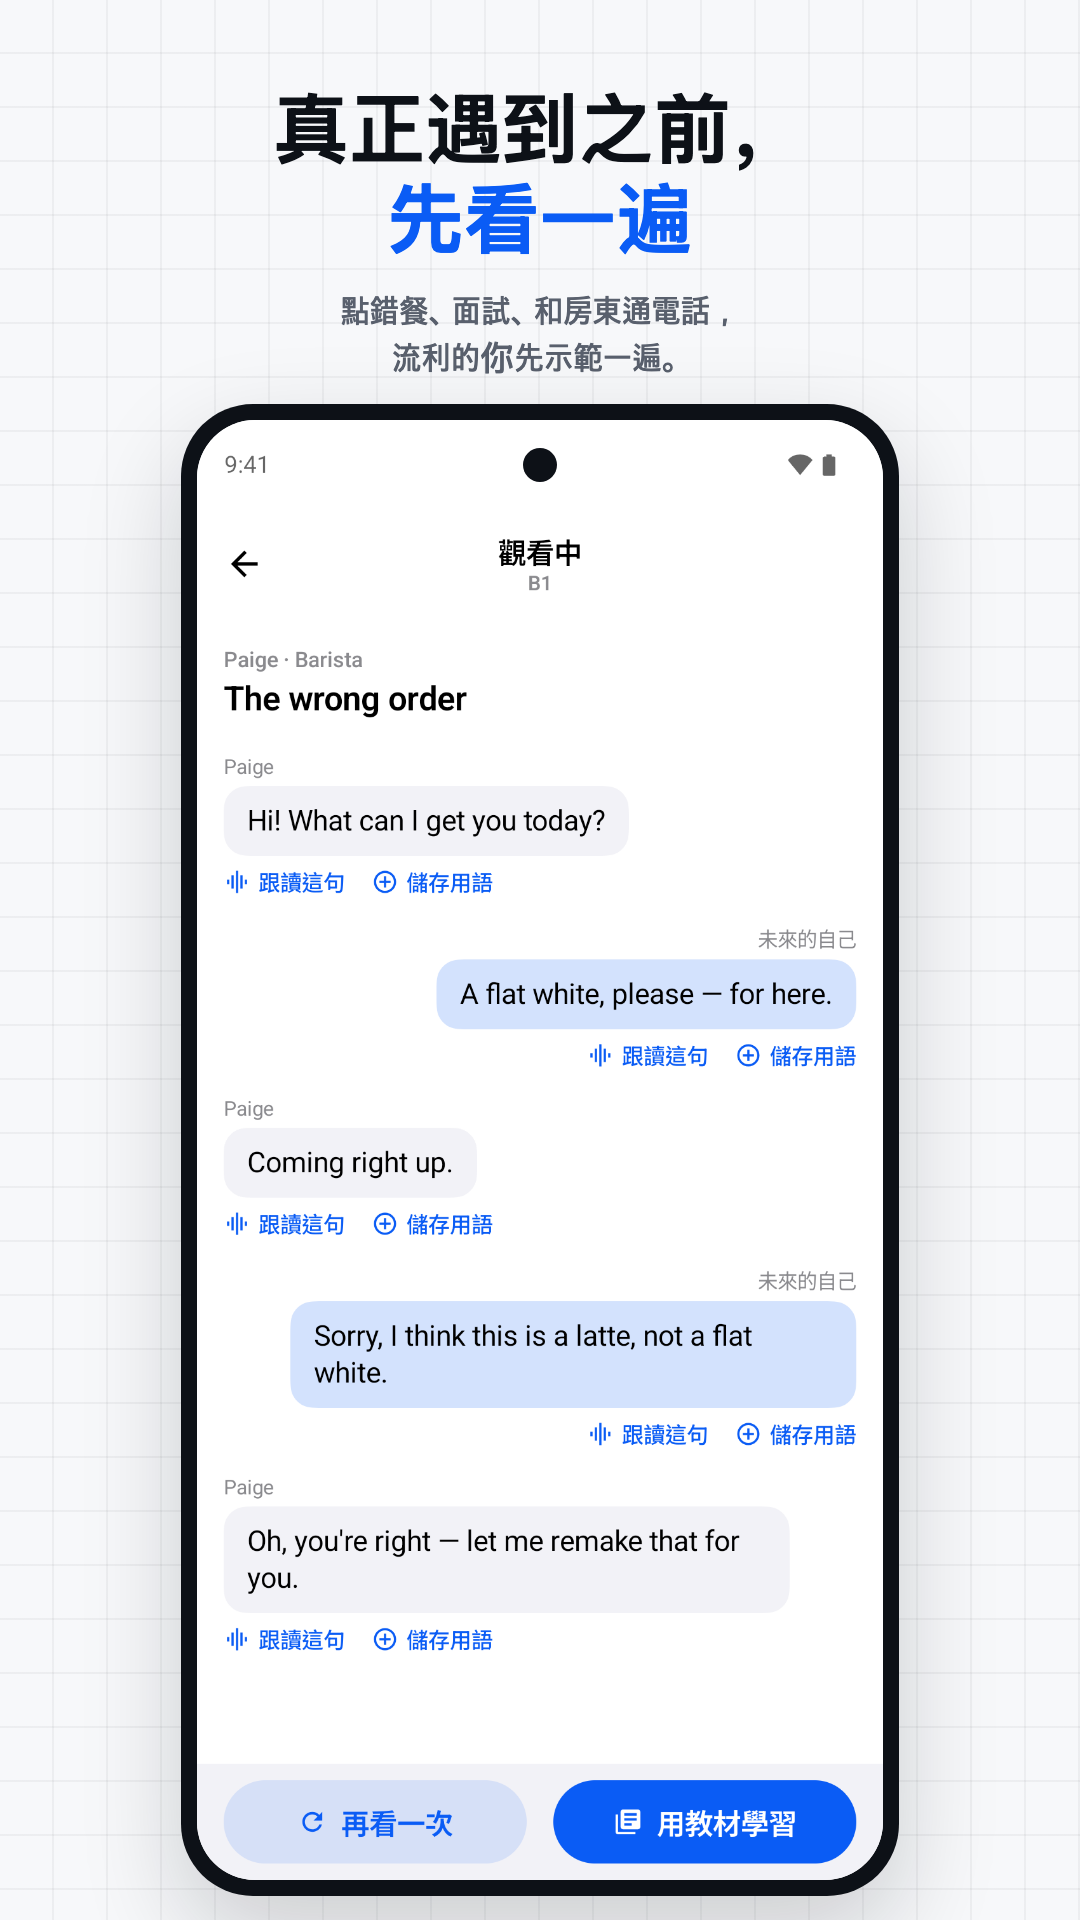 真正遇到之前，
先看一遍
點錯餐、面試、和房東通電話，
流利的你先示範一遍。
9:41
觀看中
B1
Paige · Barista
The wrong order
Paige
Hi! What can I get you today?
跟讀這句 儲存用語
未來的自己
A flat white, please — for here.
跟讀這句 儲存用語
Paige
Coming right up.
跟讀這句 儲存用語
未來的自己
Sorry, I think this is a latte, not a flat
white.
跟讀這句 儲存用語
Paige
Oh, you're right — let me remake that for
you.
跟讀這句 儲存用語
再看一次 用教材學習